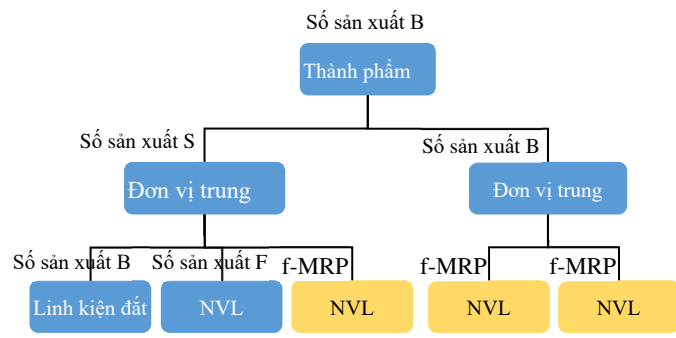 Số sản xuất B
Thành phẩm
Số sản xuất S
Số sản xuất B
Đơn vị trung
Đơn vị trung
Số sản xuất B
Số sản xuất F
f-MRP
f-MRP
f-MRP
Linh kiện đắt
NVL
NVL
NVL
NVL